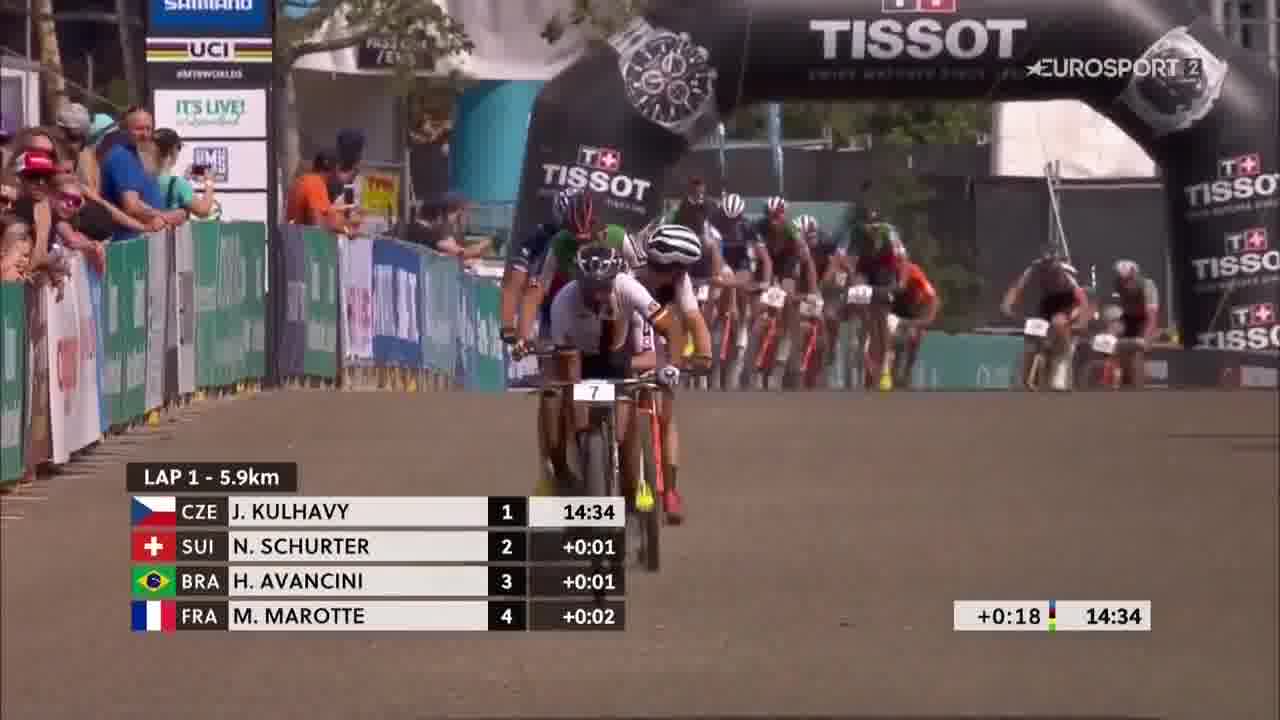 SHIMANO
UCI
#MTBWORLDS
IT'S LIVE!
TISSOT
EUROSPORT 2
TISSOT
TISSOT
TISSOT
TISSOT
7
LAP 1 - 5.9km
CZE J. KULHAVY 1 14:34
SUI N. SCHURTER 2 +0:01
BRA H. AVANCINI 3 +0:01
FRA M. MAROTTE 4 +0:02
+0:18 14:34